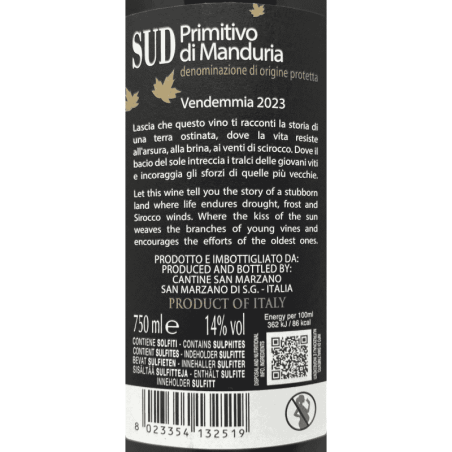 SUD Primitivo
di Manduria
denominazione di origine protetta
Vendemmia 2023
Lascia che questo vino ti racconti la storia di
una terra ostinata, dove la vita resiste
all'arsura, alla brina, ai venti di scirocco. Dove il
bacio del sole intreccia i tralci delle giovani viti
e incoraggia gli sforzi di quelle più vecchie.
Let this wine tell you the story of a stubborn
land where life endures drought, frost and
Sirocco winds. Where the kiss of the sun
weaves the branches of young vines and
encourages the efforts of the oldest ones.
PRODOTTO E IMBOTTIGLIATO DA:
PRODUCED AND BOTTLED BY:
CANTINE SAN MARZANO
SAN MARZANO DI S.G. - ITALIA
PRODUCT OF ITALY
750 ml e 14% vol
Energy per 100ml
362 kJ / 86 kcal
CONTIENE SOLFITI - CONTAINS SULPHITES
CONTIENT SULFITES - INDEHOLDER SULFITTER
BEVAT SULFIETEN - INNEHALLER SULFITER
SISÄLTÄÄ SULFITTEJA - ENTHÄLT SULFITE
INNEHOLDER SULFITT
DISPOSAL AND NUTRITIONAL
INFO, INGREDIENTS
8 023354 132519